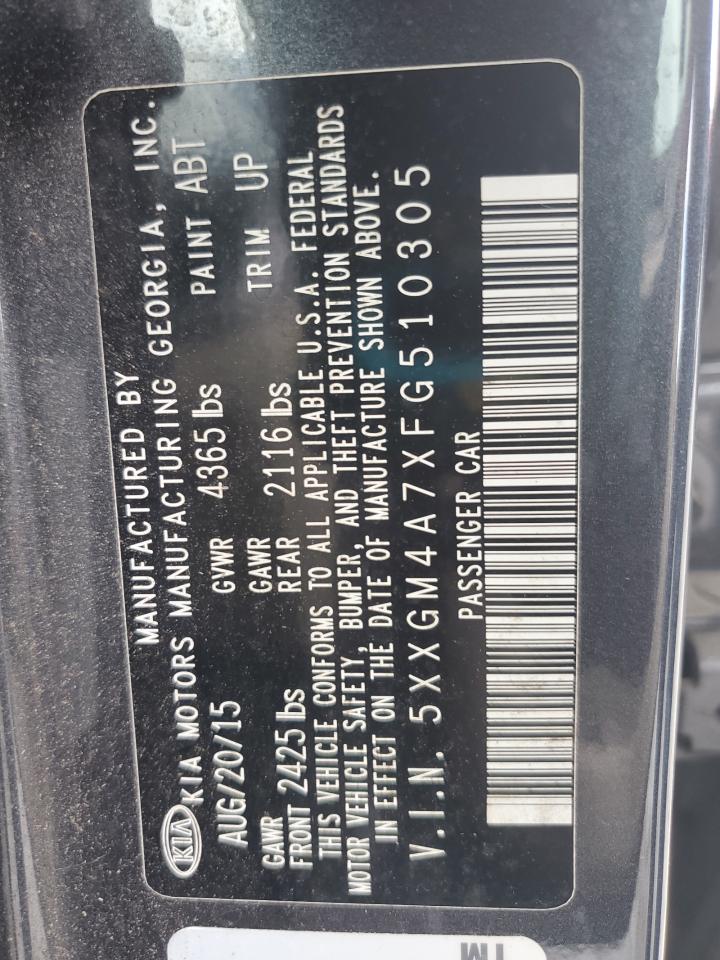 MANUFACTURED BY
KIA KIA MOTORS MANUFACTURING GEORGIA, INC.
AUG/20/15 GVWR 4365 lbs PAINT ABT
GAWR FRONT 2425 lbs GAWR REAR 2116 lbs TRIM UP
THIS VEHICLE CONFORMS TO ALL APPLICABLE U.S.A. FEDERAL
MOTOR VEHICLE SAFETY, BUMPER, AND THEFT PREVENTION STANDARDS
IN EFFECT ON THE DATE OF MANUFACTURE SHOWN ABOVE.
V.I.N. 5XXGM4A7XFG510305
PASSENGER CAR
TM